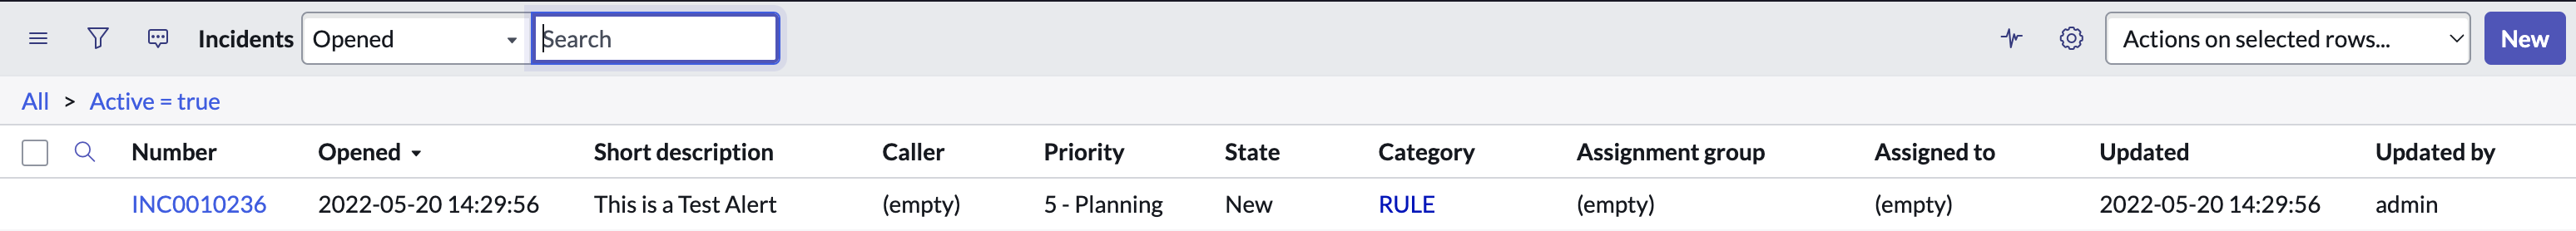 Incidents Opened Search Actions on selected rows... New
All > Active = true
Number Opened Short description Caller Priority State Category Assignment group Assigned to Updated Updated by
INC0010236 2022-05-20 14:29:56 This is a Test Alert (empty) 5 - Planning New RULE (empty) (empty) 2022-05-20 14:29:56 admin